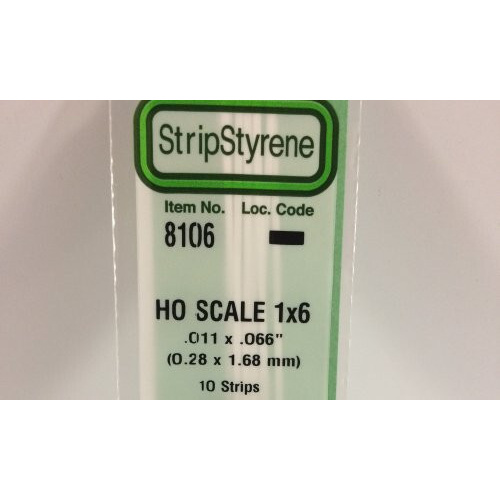 StripStyrene
Item No. Loc. Code
8106
HO SCALE 1x6
.011 x .066"
(0.28 x 1.68 mm)
10 Strips